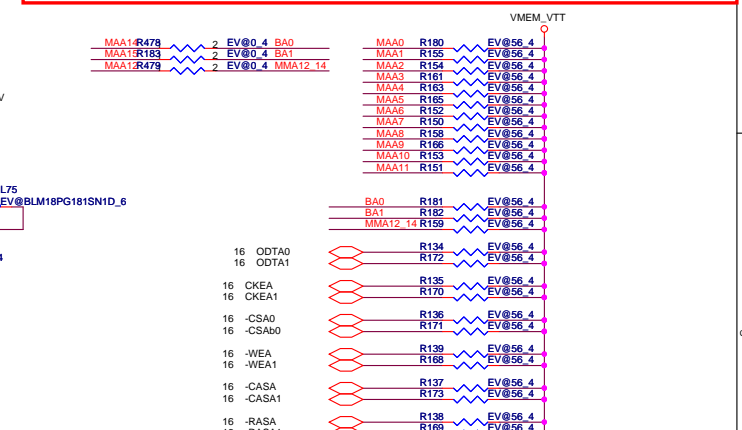 VMEM_VTT
MAA14 R478 2 EV@0_4 BA0
MAA15 R183 2 EV@0_4 BA1
MAA12 R479 2 EV@0_4 MMA12_14
MAA0 R180 EV@56_4
MAA1 R155 EV@56_4
MAA2 R154 EV@56_4
MAA3 R161 EV@56_4
MAA4 R163 EV@56_4
MAA5 R165 EV@56_4
MAA6 R152 EV@56_4
MAA7 R150 EV@56_4
MAA8 R158 EV@56_4
MAA9 R166 EV@56_4
MAA10 R153 EV@56_4
MAA11 R151 EV@56_4
L75
EV@BLM18PG181SN1D_6
BA0 R181 EV@56_4
BA1 R182 EV@56_4
MMA12_14 R159 EV@56_4
16 ODTA0 R134 EV@56_4
16 ODTA1 R172 EV@56_4
16 CKEA R135 EV@56_4
16 CKEA1 R170 EV@56_4
16 -CSA0 R136 EV@56_4
16 -CSAb0 R171 EV@56_4
16 -WEA R139 EV@56_4
16 -WEA1 R168 EV@56_4
16 -CASA R137 EV@56_4
16 -CASA1 R173 EV@56_4
16 -RASA R138 EV@56_4
R169 EV@56_4